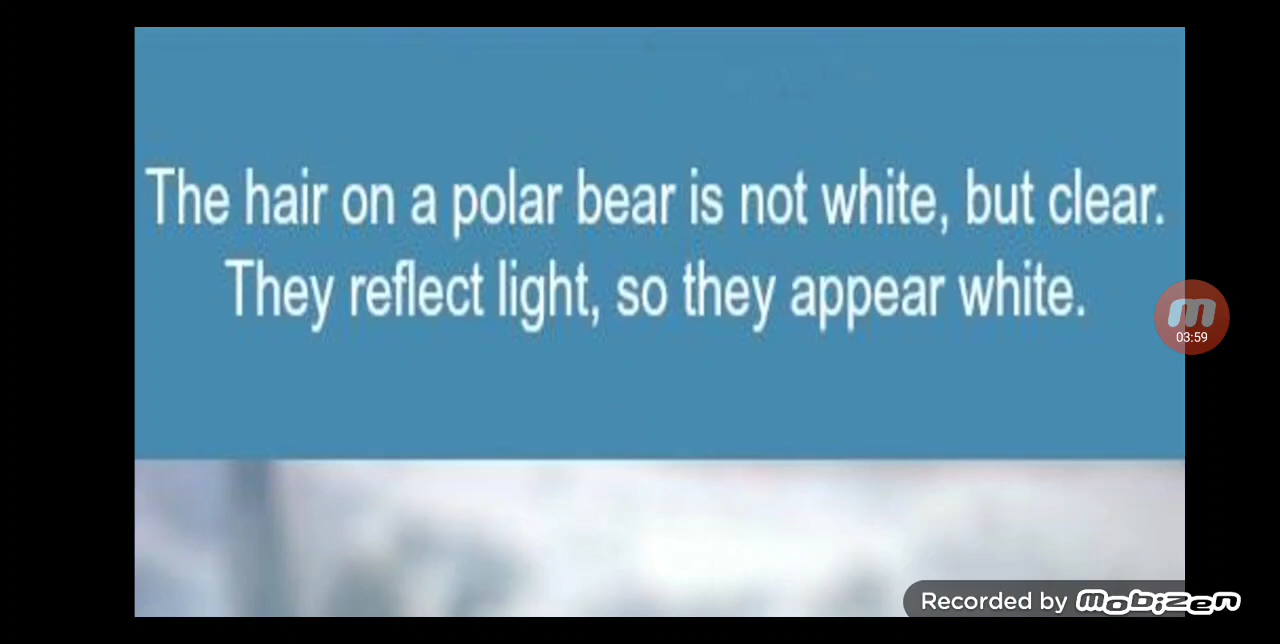 The hair on a polar bear is not white, but clear.
They reflect light, so they appear white.
m
03:59
Recorded by mobizen